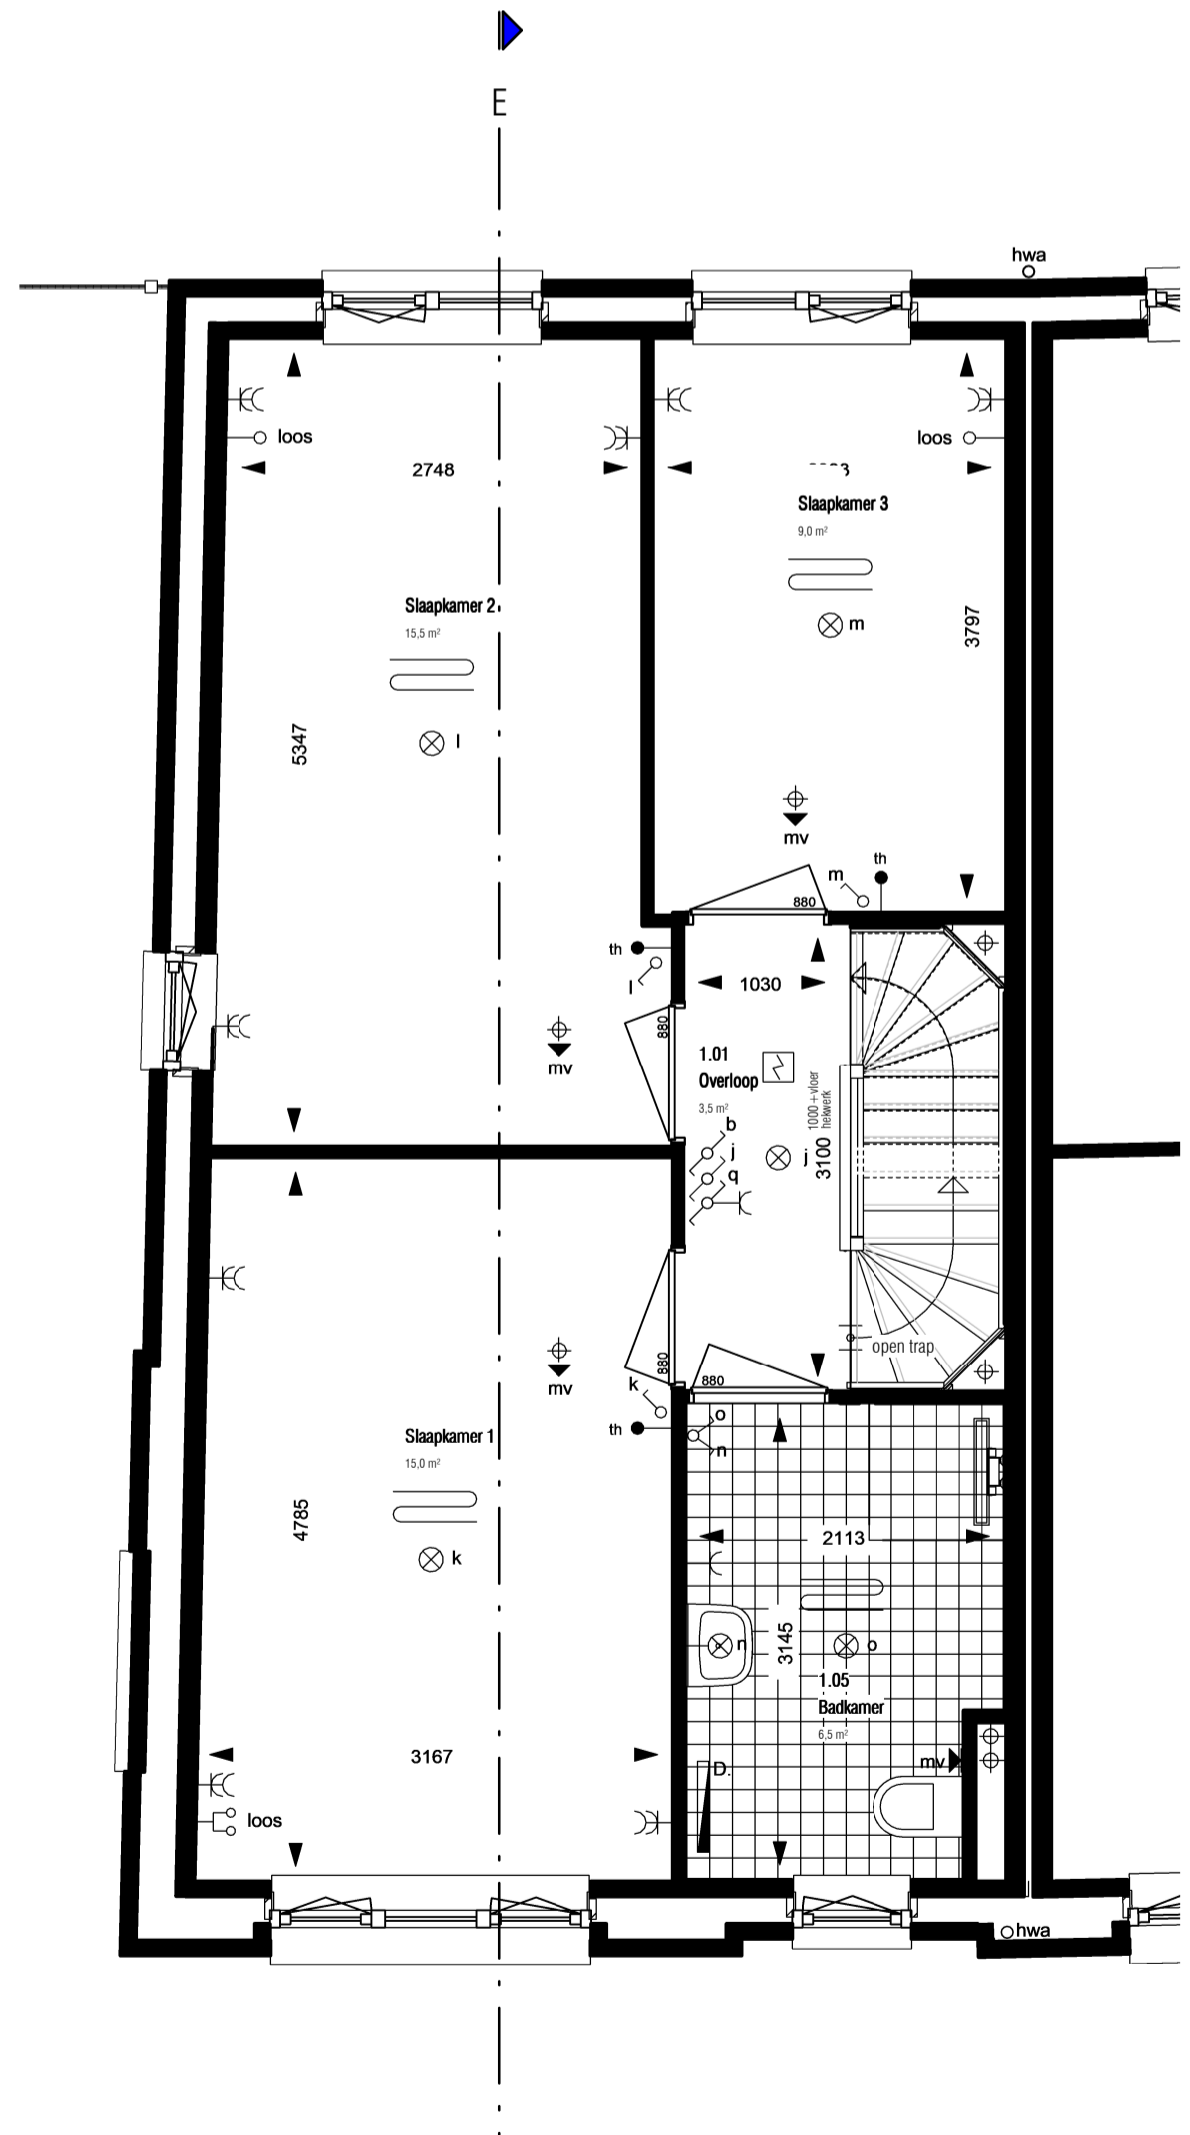 E
hwa
loos
loos
2748
Slaapkamer 3
9,0 m²
m
3797
Slaapkamer 2
15,5 m²
5347
l
mv
th
m
880
th
l
1030
880
mv
1.01
Overloop
3,5 m²
1000+vloer
hekwerk
b
j
q
j
3100
open trap
880
880
mv
k
th
o
n
Slaapkamer 1
15,0 m²
4785
k
2113
n
3145
o
1.05
Badkamer
6,5 m²
3167
mv
D.
loos
hwa